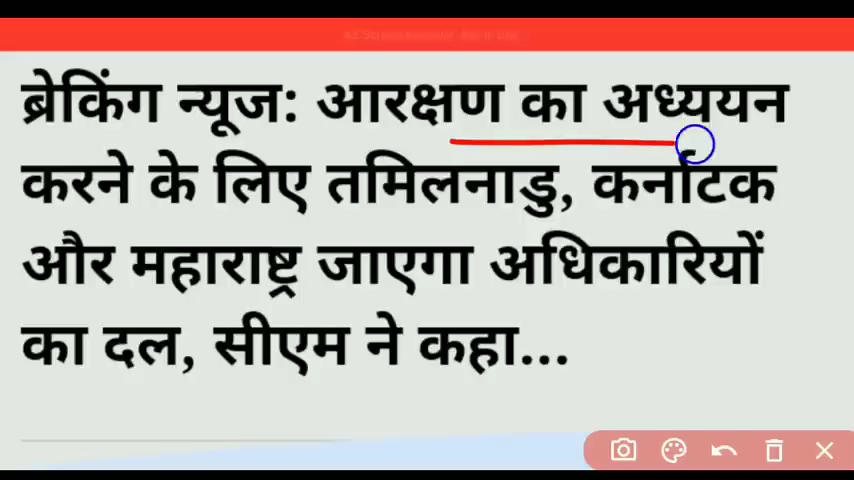 ब्रेकिंग न्यूज: आरक्षण का अध्ययन
करने के लिए तमिलनाडु, कर्नाटक
और महाराष्ट्र जाएगा अधिकारियों
का दल, सीएम ने कहा...